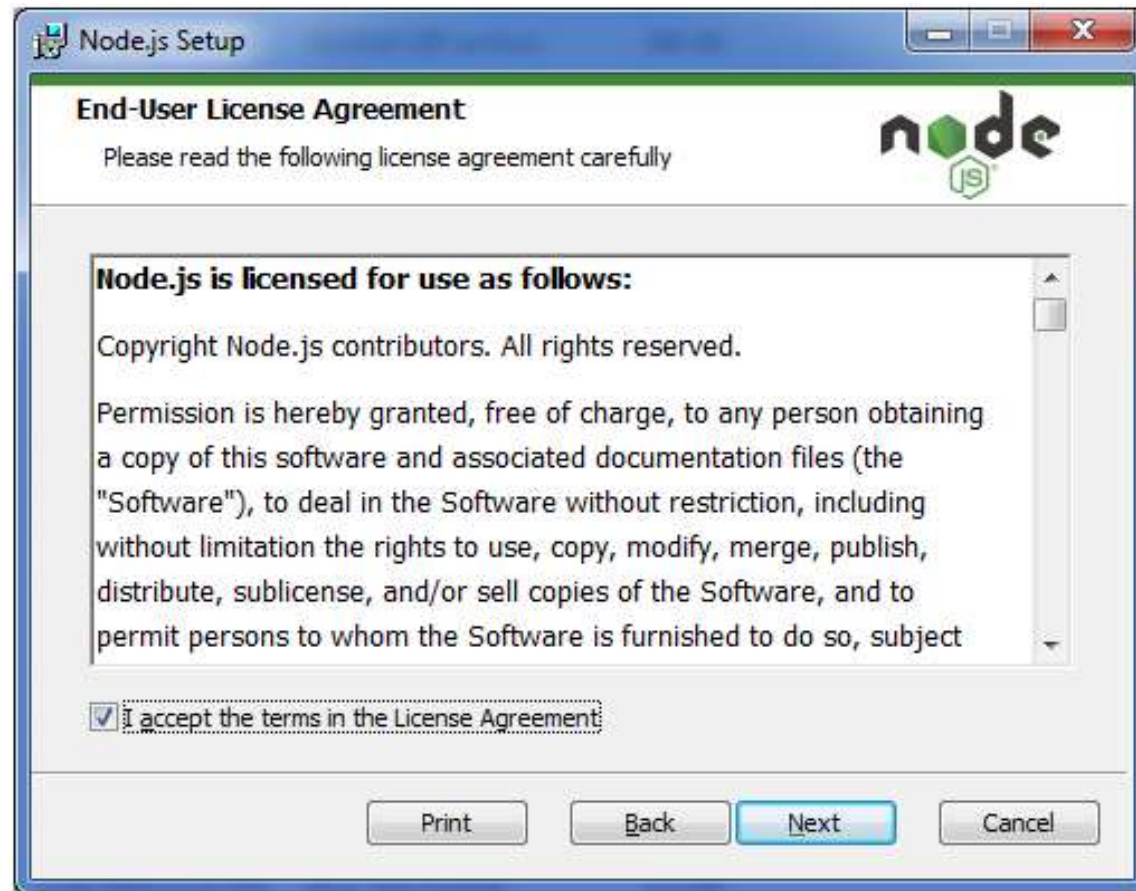 Node.js Setup
End-User License Agreement
Please read the following license agreement carefully
node
JS
Node.js is licensed for use as follows:
Copyright Node.js contributors. All rights reserved.
Permission is hereby granted, free of charge, to any person obtaining
a copy of this software and associated documentation files (the
"Software"), to deal in the Software without restriction, including
without limitation the rights to use, copy, modify, merge, publish,
distribute, sublicense, and/or sell copies of the Software, and to
permit persons to whom the Software is furnished to do so, subject
I accept the terms in the License Agreement
Print Back Next Cancel